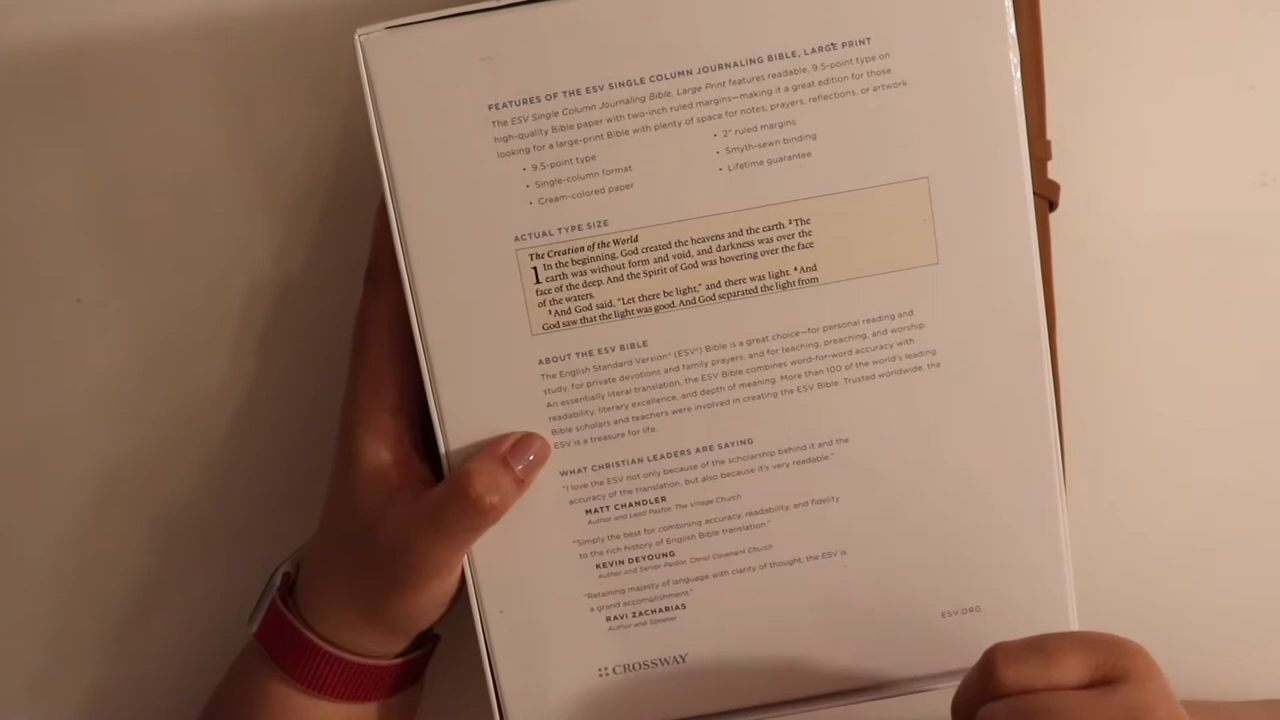 FEATURES OF THE ESV SINGLE COLUMN JOURNALING BIBLE, LARGE PRINT
The ESV Single Column Journaling Bible, Large Print features readable, 9.5-point type on
high-quality Bible paper with two-inch ruled margins—making it a great edition for those
looking for a large-print Bible with plenty of space for notes, prayers, reflections, or artwork
• 9.5-point type
• Single-column format
• Cream-colored paper
• 2" ruled margins
• Smyth-sewn binding
• Lifetime guarantee
ACTUAL TYPE SIZE
The Creation of the World
1 In the beginning, God created the heavens and the earth. ²The
earth was without form and void, and darkness was over the
face of the deep. And the Spirit of God was hovering over the face
of the waters.
³And God said, "Let there be light," and there was light. ⁴And
God saw that the light was good. And God separated the light from
ABOUT THE ESV BIBLE
The English Standard Version® (ESV®) Bible is a great choice—for personal reading and
study, for private devotions and family prayers, and for teaching, preaching, and worship.
An essentially literal translation, the ESV Bible combines word-for-word accuracy with
readability, literary excellence, and depth of meaning. More than 100 of the world's leading
Bible scholars and teachers were involved in creating the ESV Bible. Trusted worldwide, the
ESV is a treasure for life.
WHAT CHRISTIAN LEADERS ARE SAYING
"I love the ESV not only because of the scholarship behind it and the
accuracy of the translation, but also because it's very readable."
MATT CHANDLER
Author and Lead Pastor, The Village Church
"Simply the best for combining accuracy, readability, and fidelity
to the rich history of English Bible translation."
KEVIN DEYOUNG
Author and Senior Pastor, Christ Covenant Church
"Retaining majesty of language with clarity of thought, the ESV is
a grand accomplishment."
RAVI ZACHARIAS
Author and Speaker
ESV.ORG
CROSSWAY